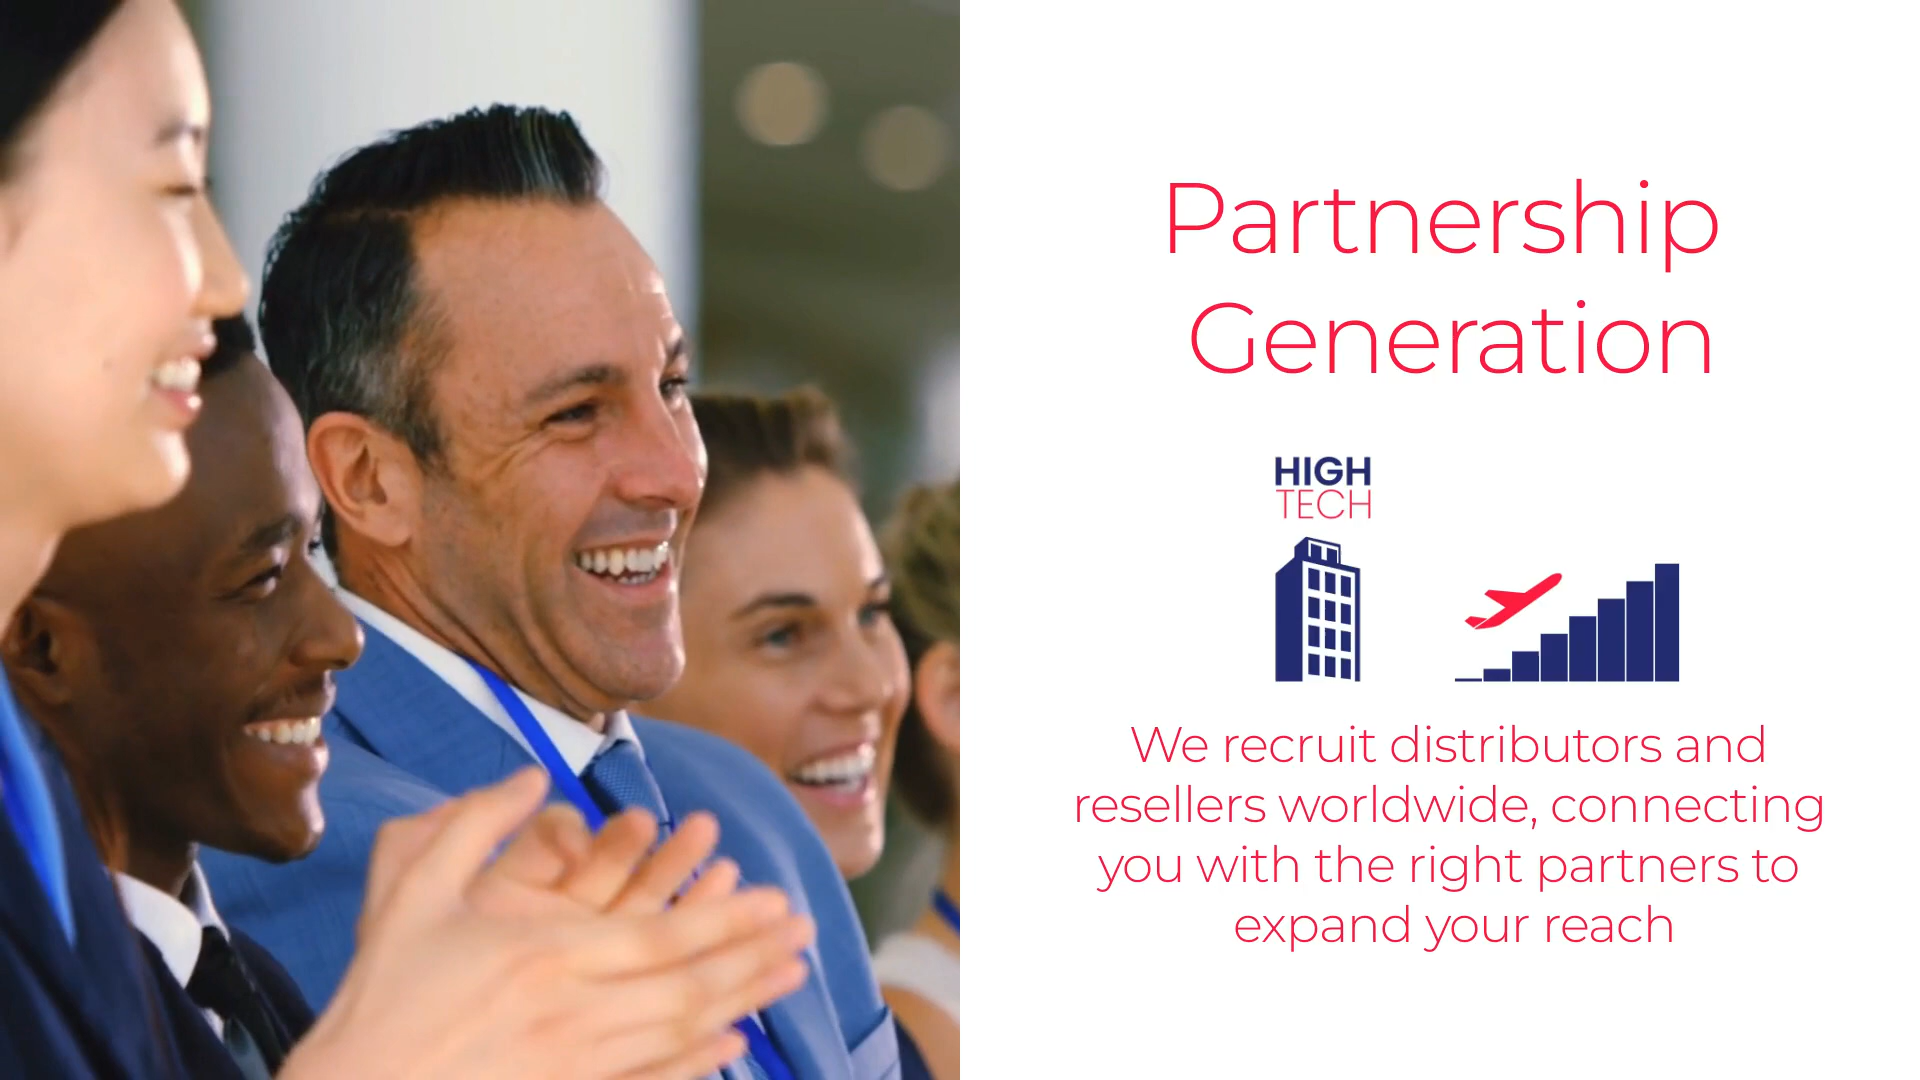 Partnership
Generation
HIGH
TECH
We recruit distributors and
resellers worldwide, connecting
you with the right partners to
expand your reach